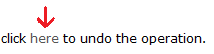 click here to undo the operation.